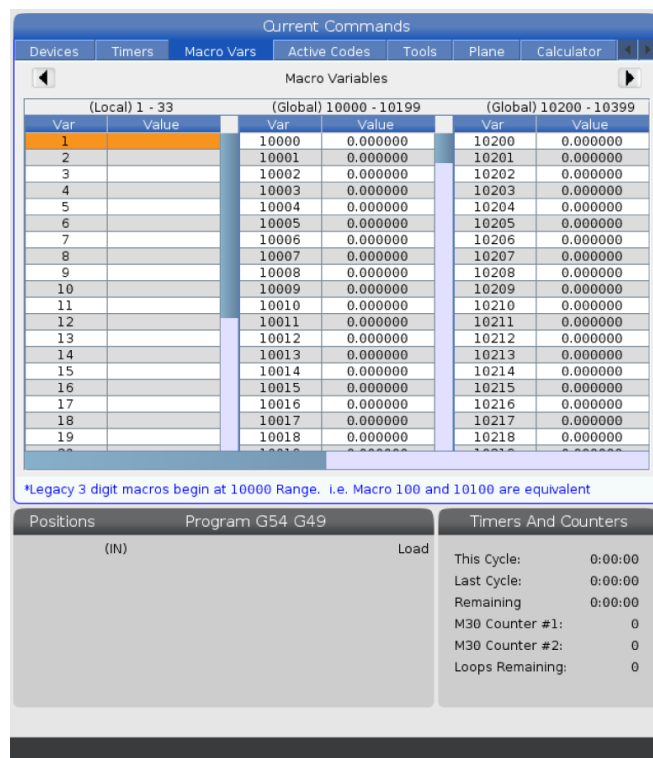 Current Commands
Devices Timers Macro Vars Active Codes Tools Plane Calculator
Macro Variables
(Local) 1 - 33 (Global) 10000 - 10199 (Global) 10200 - 10399
Var Value Var Value Var Value
1 10000 0.000000 10200 0.000000
2 10001 0.000000 10201 0.000000
3 10002 0.000000 10202 0.000000
4 10003 0.000000 10203 0.000000
5 10004 0.000000 10204 0.000000
6 10005 0.000000 10205 0.000000
7 10006 0.000000 10206 0.000000
8 10007 0.000000 10207 0.000000
9 10008 0.000000 10208 0.000000
10 10009 0.000000 10209 0.000000
11 10010 0.000000 10210 0.000000
12 10011 0.000000 10211 0.000000
13 10012 0.000000 10212 0.000000
14 10013 0.000000 10213 0.000000
15 10014 0.000000 10214 0.000000
16 10015 0.000000 10215 0.000000
17 10016 0.000000 10216 0.000000
18 10017 0.000000 10217 0.000000
19 10018 0.000000 10218 0.000000
*Legacy 3 digit macros begin at 10000 Range. i.e. Macro 100 and 10100 are equivalent
Positions Program G54 G49
(IN) Load
Timers And Counters
This Cycle: 0:00:00
Last Cycle: 0:00:00
Remaining 0:00:00
M30 Counter #1: 0
M30 Counter #2: 0
Loops Remaining: 0